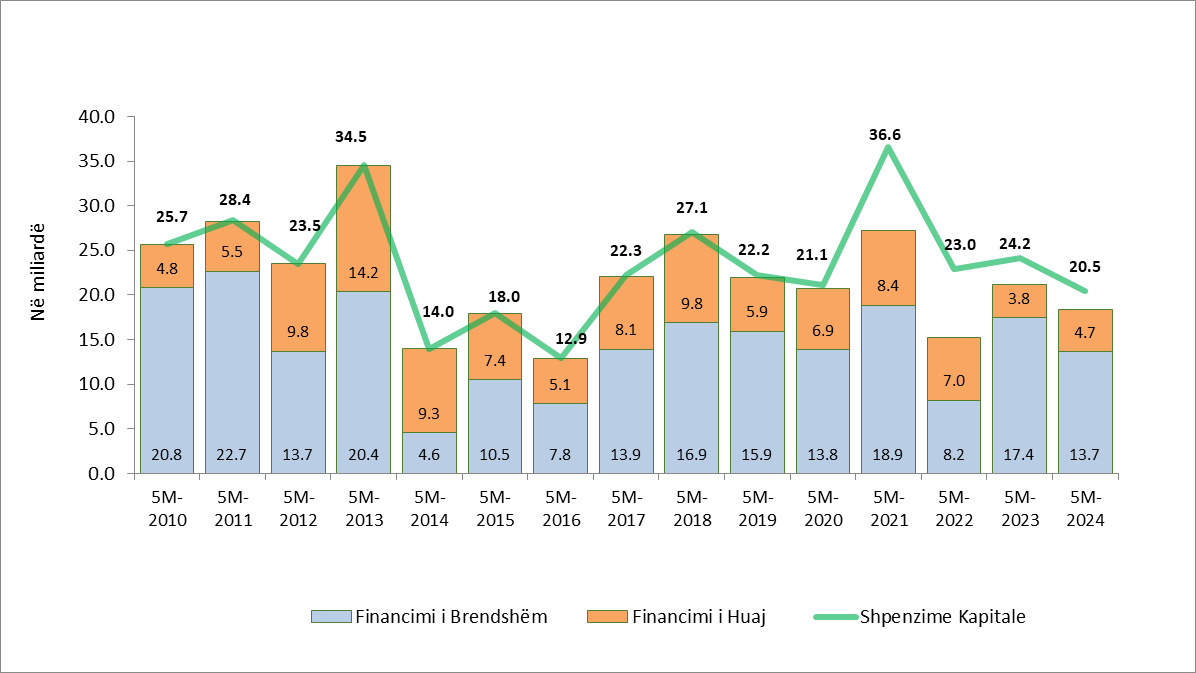 40.0
35.0
30.0
25.0
20.0
15.0
10.0
5.0
0.0
Në miliardë
25.7 28.4 23.5 34.5 14.0 18.0 12.9 22.3 27.1 22.2 21.1 36.6 23.0 24.2 20.5
4.8 5.5 9.8 14.2 9.3 7.4 5.1 8.1 9.8 5.9 6.9 8.4 7.0 3.8 4.7
20.8 22.7 13.7 20.4 4.6 10.5 7.8 13.9 16.9 15.9 13.8 18.9 8.2 17.4 13.7
5M- 5M- 5M- 5M- 5M- 5M- 5M- 5M- 5M- 5M- 5M- 5M- 5M- 5M- 5M-
2010 2011 2012 2013 2014 2015 2016 2017 2018 2019 2020 2021 2022 2023 2024
Financimi i Brendshëm Financimi i Huaj Shpenzime Kapitale